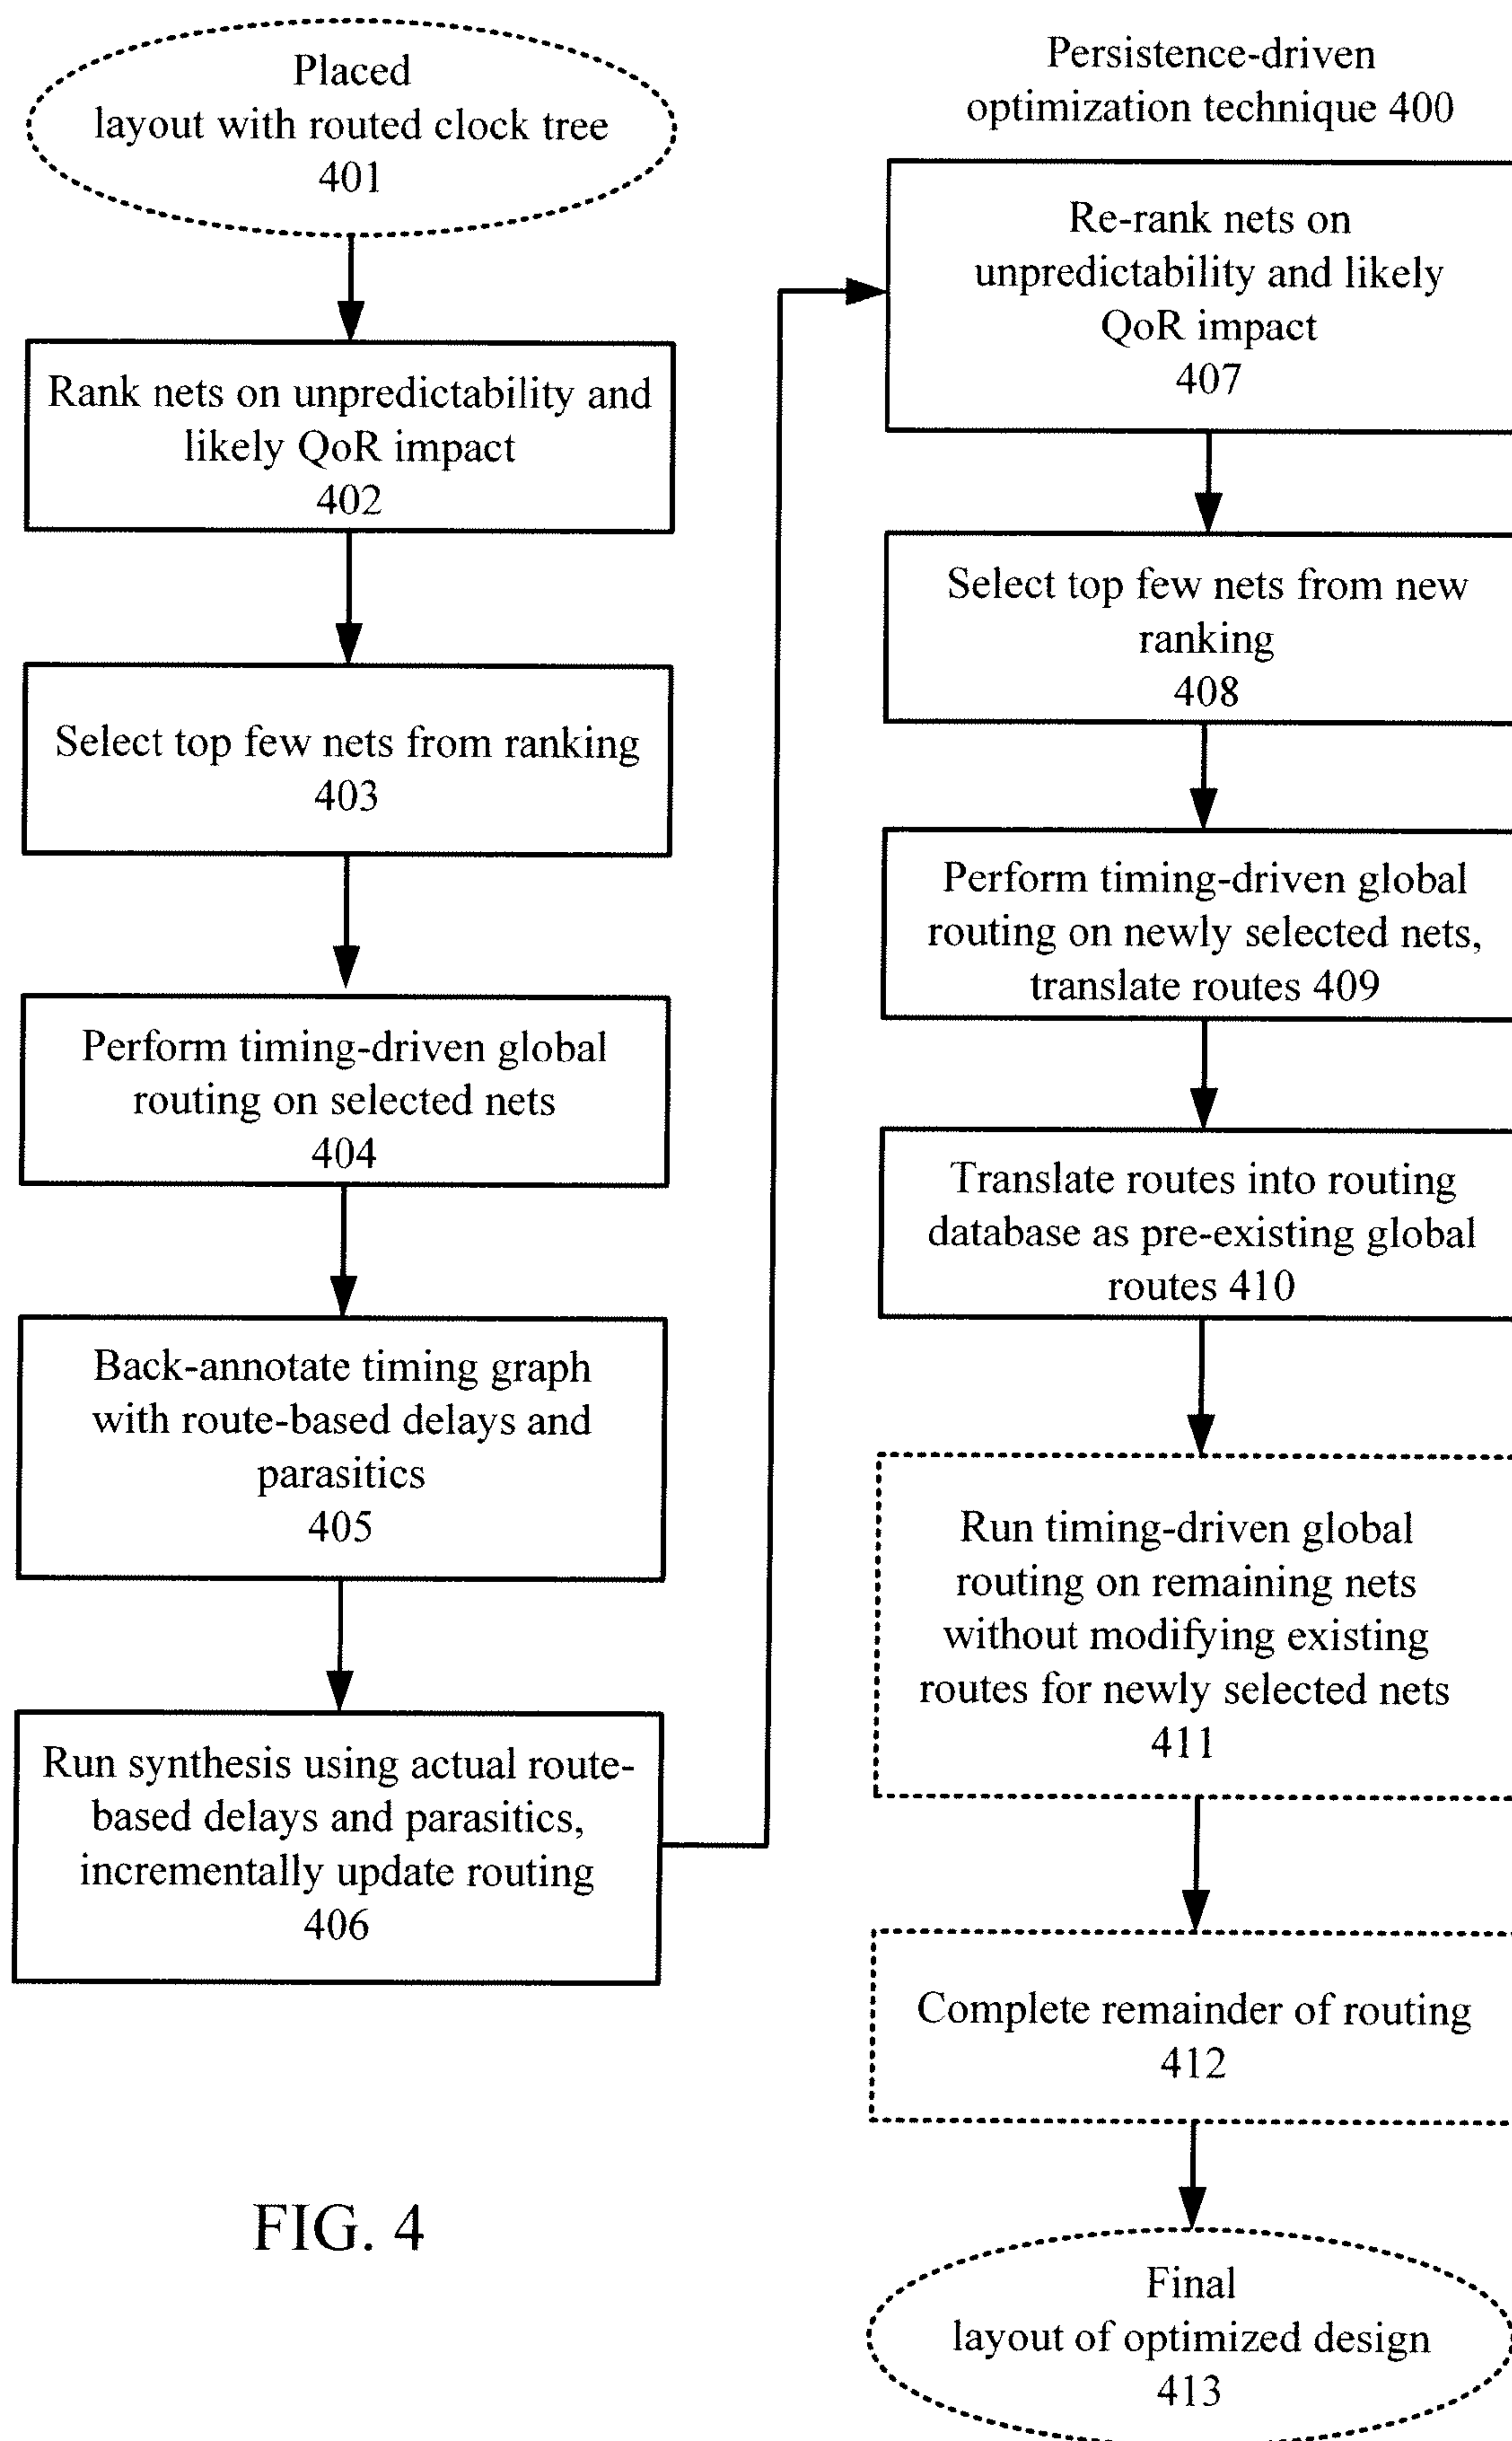 Placed
layout with routed clock tree
401
Rank nets on unpredictability and
likely QoR impact
402
Select top few nets from ranking
403
Perform timing-driven global
routing on selected nets
404
Back-annotate timing graph
with route-based delays and
parasitics
405
Run synthesis using actual route-
based delays and parasitics,
incrementally update routing
406
FIG. 4
Persistence-driven
optimization technique 400
Re-rank nets on
unpredictability and likely
QoR impact
407
Select top few nets from new
ranking
408
Perform timing-driven global
routing on newly selected nets,
translate routes 409
Translate routes into routing
database as pre-existing global
routes 410
Run timing-driven global
routing on remaining nets
without modifying existing
routes for newly selected nets
411
Complete remainder of routing
412
Final
layout of optimized design
413